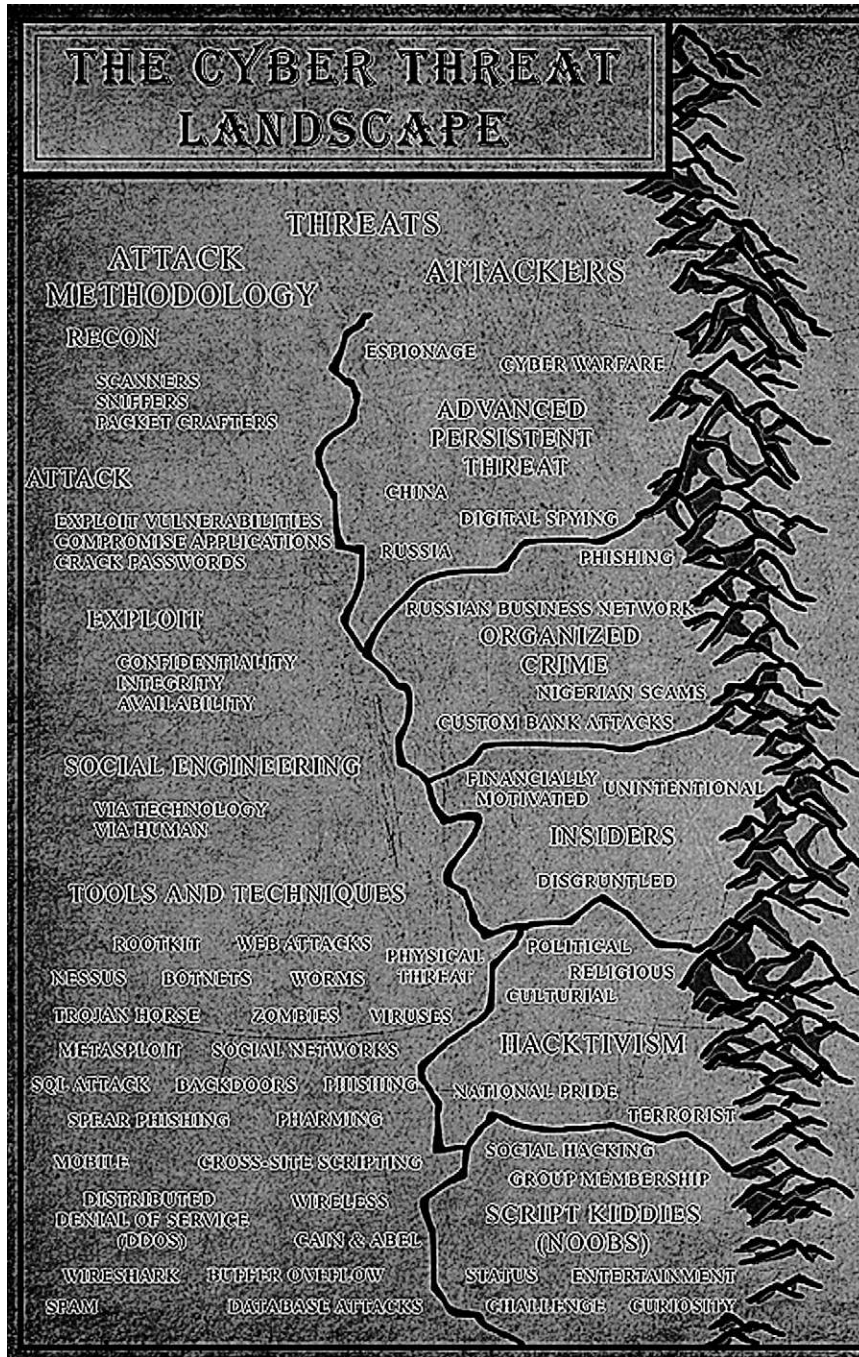 THE CYBER THREAT
LANDSCAPE
THREATS
ATTACK
METHODOLOGY
RECON
SCANNERS
SNIFFERS
PACKET CRAFTERS
ATTACK
EXPLOIT VULNERABILITIES
COMPROMISE APPLICATIONS
CRACK PASSWORDS
EXPLOIT
CONFIDENTIALITY
INTEGRITY
AVAILABILITY
SOCIAL ENGINEERING
VIA TECHNOLOGY
VIA HUMAN
TOOLS AND TECHNIQUES
ROOTKIT WEB ATTACKS
PHYSICAL
THREAT
NESSUS BOTNETS WORMS
TROJAN HORSE ZOMBIES VIRUSES
METASPLOIT SOCIAL NETWORKS
SQL ATTACK BACKDOORS PHISHING
SPEAR PHISHING PHARMING
MOBILE CROSS-SITE SCRIPTING
DISTRIBUTED
DENIAL OF SERVICE
(DDOS)
WIRELESS
CAIN & ABEL
WIRESHARK BUFFER OVEFLOW
SPAM DATABASE ATTACKS
ATTACKERS
ESPIONAGE
CYBER WARFARE
ADVANCED
PERSISTENT
THREAT
CHINA
DIGITAL SPYING
RUSSIA
PHISHING
RUSSIAN BUSINESS NETWORK
ORGANIZED
CRIME
NIGERIAN SCAMS
CUSTOM BANK ATTACKS
FINANCIALLY
MOTIVATED
UNINTENTIONAL
INSIDERS
DISGRUNTLED
POLITICAL
RELIGIOUS
CULTURIAL
HACKTIVISM
NATIONAL PRIDE
TERRORIST
SOCIAL HACKING
GROUP MEMBERSHIP
SCRIPT KIDDIES
(NOOBS)
STATUS ENTERTAINMENT
CHALLENGE CURIOSITY